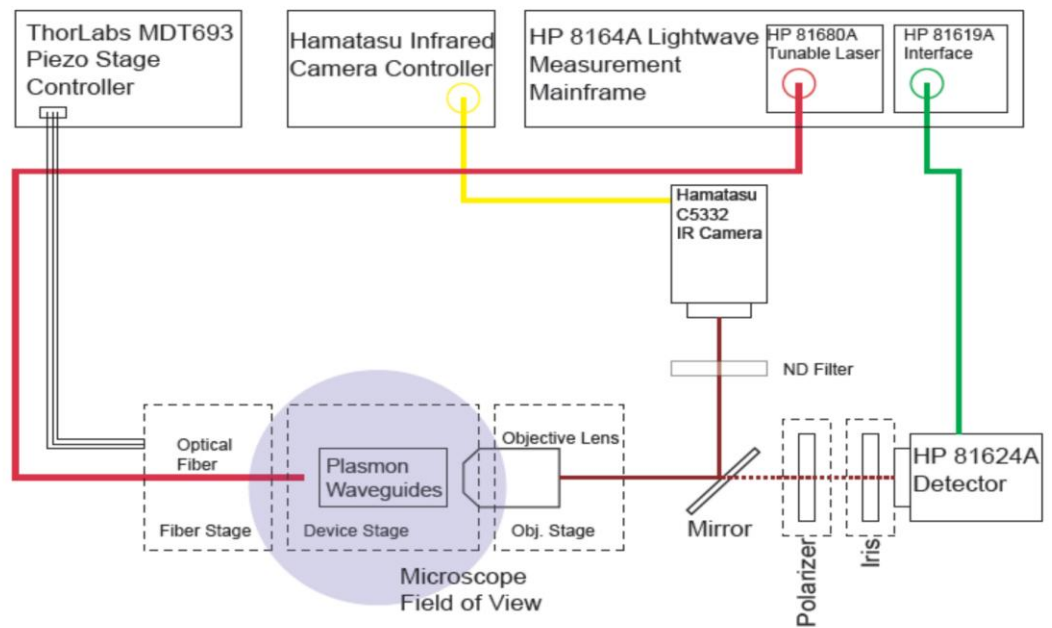 ThorLabs MDT693
Piezo Stage
Controller
Hamatasu Infrared
Camera Controller
HP 8164A Lightwave
Measurement
Mainframe
HP 81680A
Tunable Laser
HP 81619A
Interface
Hamatasu
C5332
IR Camera
ND Filter
Optical
Fiber
Fiber Stage
Plasmon
Waveguides
Device Stage
Objective Lens
Obj. Stage
Mirror
Polarizer
Iris
HP 81624A
Detector
Microscope
Field of View